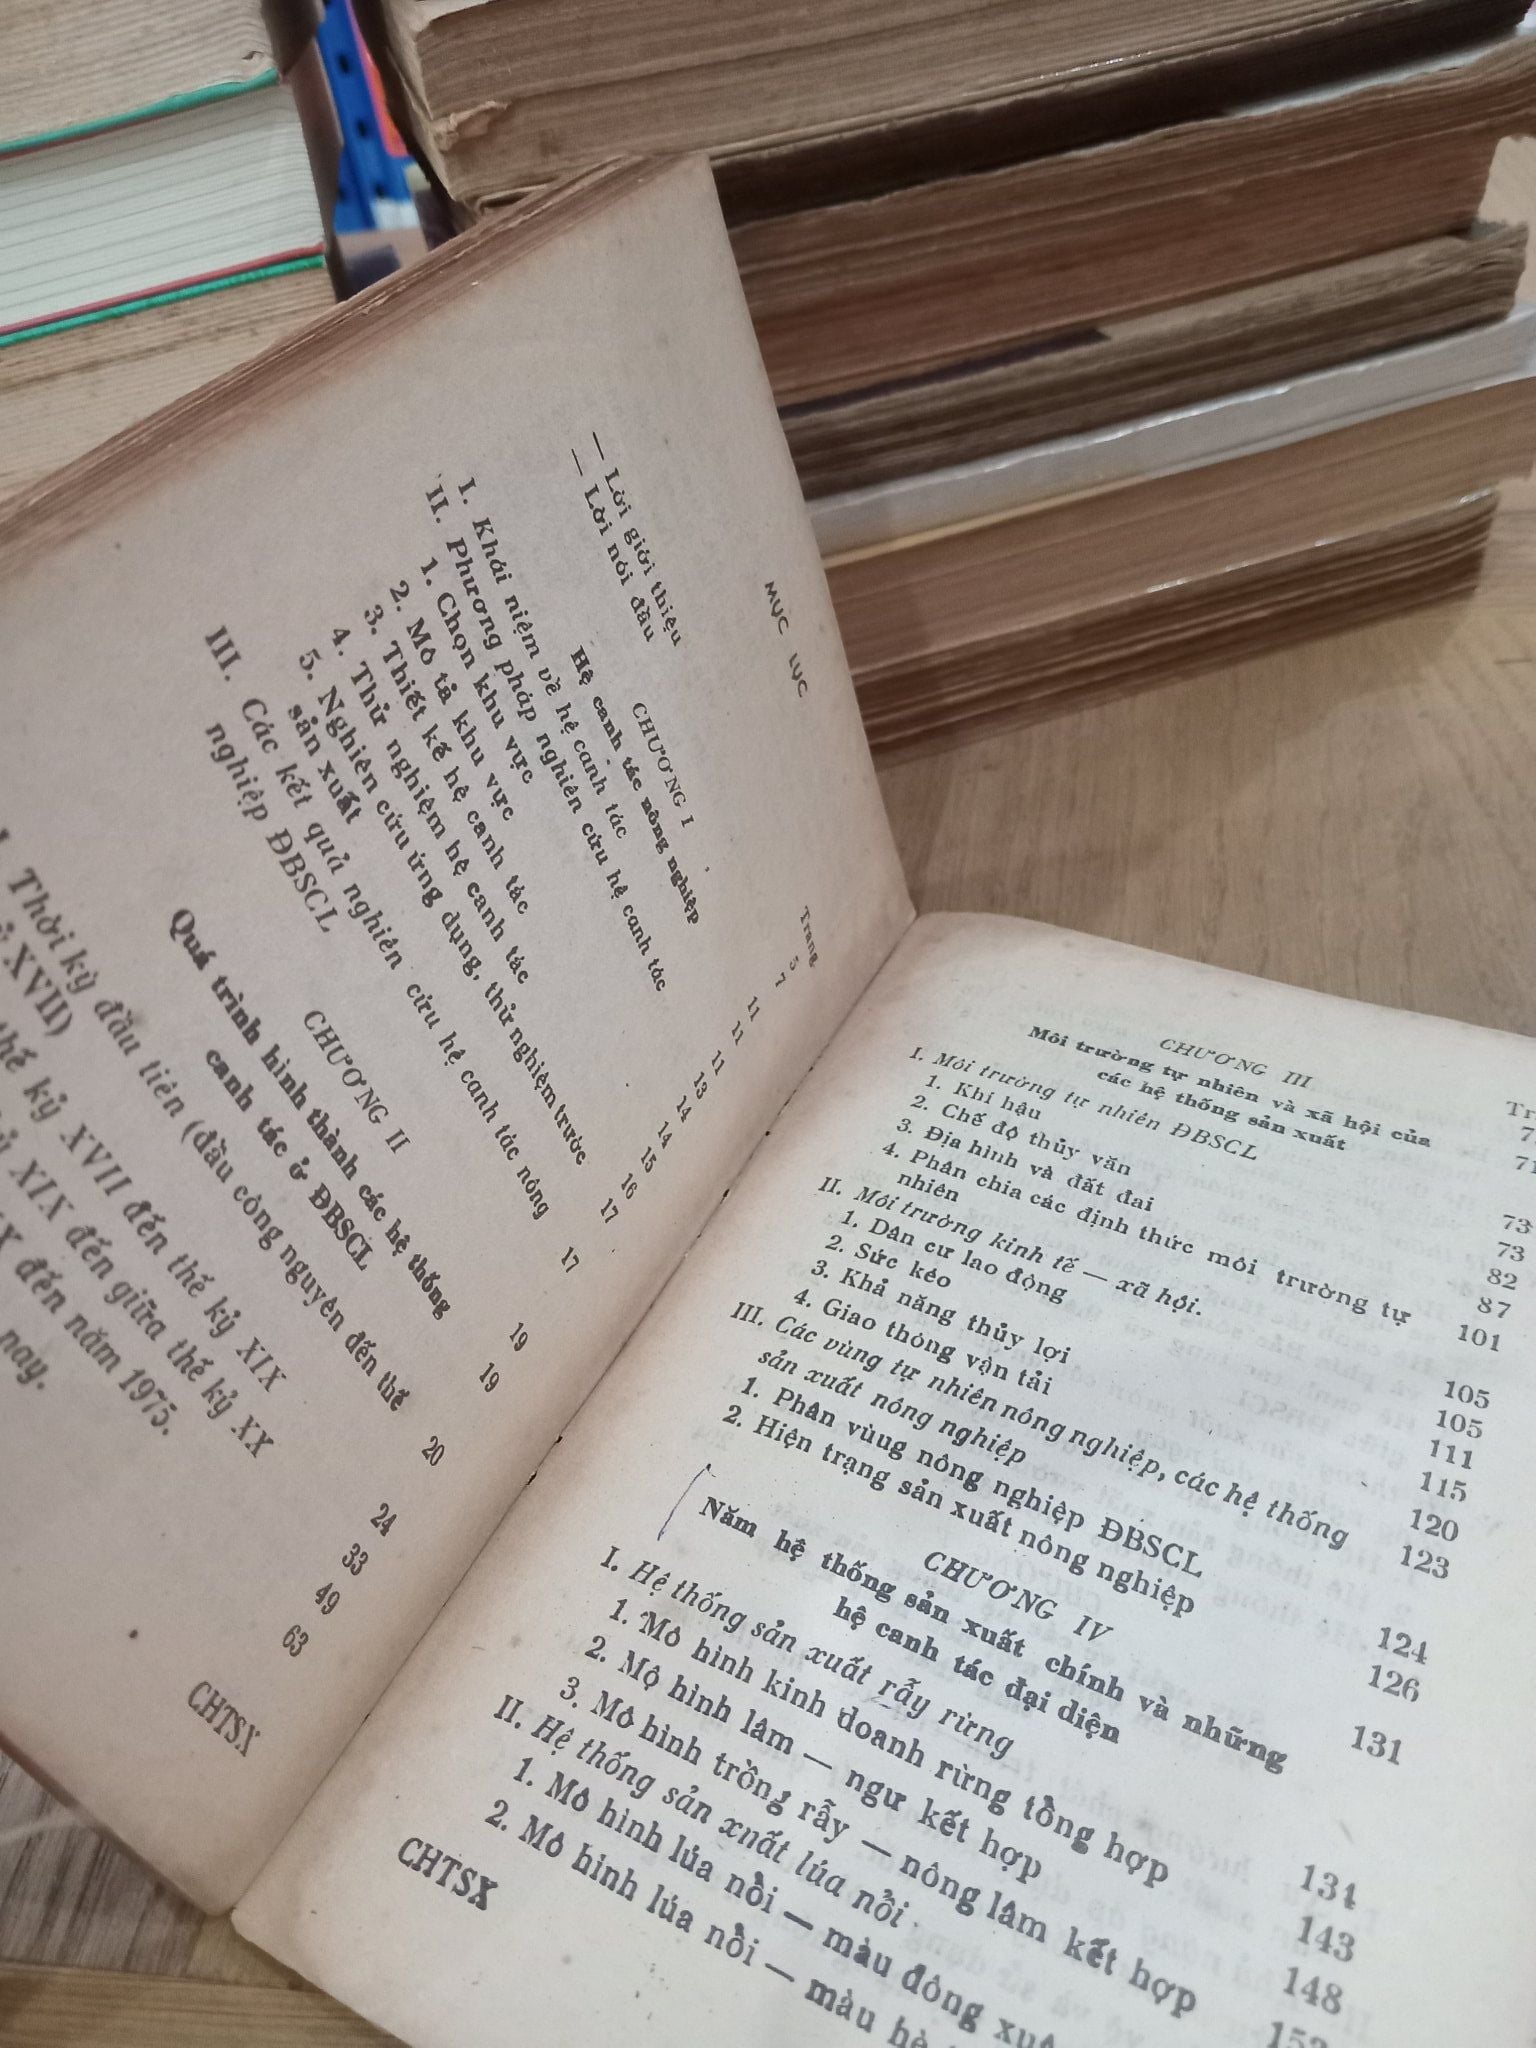 MỤC LỤC
Trang
— Lời giới thiệu 5
— Lời nói đầu 7
CHƯƠNG I
Hệ canh tác nông nghiệp 11
I. Khái niệm về hệ canh tác 11
II. Phương pháp nghiên cứu hệ canh tác 11
1. Chọn khu vực 13
2. Mô tả khu vực 14
3. Thiết kế hệ canh tác 14
4. Thử nghiệm hệ canh tác 15
5. Nghiên cứu ứng dụng, thử nghiệm trước 16
sản xuất 17
III. Các kết quả nghiên cứu hệ canh tác nông
nghiệp ĐBSCL 17
CHƯƠNG II
Quá trình hình thành các hệ thống
canh tác ở ĐBSCL 19
19
I. Thời kỳ đầu tiên (đầu công nguyên đến thế
XVII) 20
thế kỷ XVII đến thế kỷ XIX 24
XIX đến giữa thế kỷ XX 33
đến năm 1975. 49
nay. 63
CHTSX
CHƯƠNG III
Môi trường tự nhiên và xã hội của
các hệ thống sản xuất
I. Môi trường tự nhiên ĐBSCL 71
1. Khí hậu 73
2. Chế độ thủy văn 73
3. Địa hình và đất đai 82
4. Phân chia các định thức môi trường tự 87
nhiên 101
II. Môi trường kinh tế — xã hội.
1. Dân cư lao động 105
2. Sức kéo 105
3. Khả năng thủy lợi 111
4. Giao thông vận tải 115
III. Các vùng tự nhiên nông nghiệp, các hệ thống 120
sản xuất nông nghiệp 123
1. Phân vùug nông nghiệp ĐBSCL 124
2. Hiện trạng sản xuất nông nghiệp 126
CHƯƠNG IV
Năm hệ thống sản xuất chính và những
hệ canh tác đại diện 131
I. Hệ thống sản xuất rẫy rừng
1. Mô hình kinh doanh rừng tổng hợp 134
2. Mộ hình lâm — ngư kết hợp 143
3. Mô hình trồng rẫy — nông lâm kết hợp 148
II. Hệ thống sản xnất lúa nổi
1. Mô hình lúa nồi — màu đông
2. Mô hình lúa nồi — màu hè
CHTSX